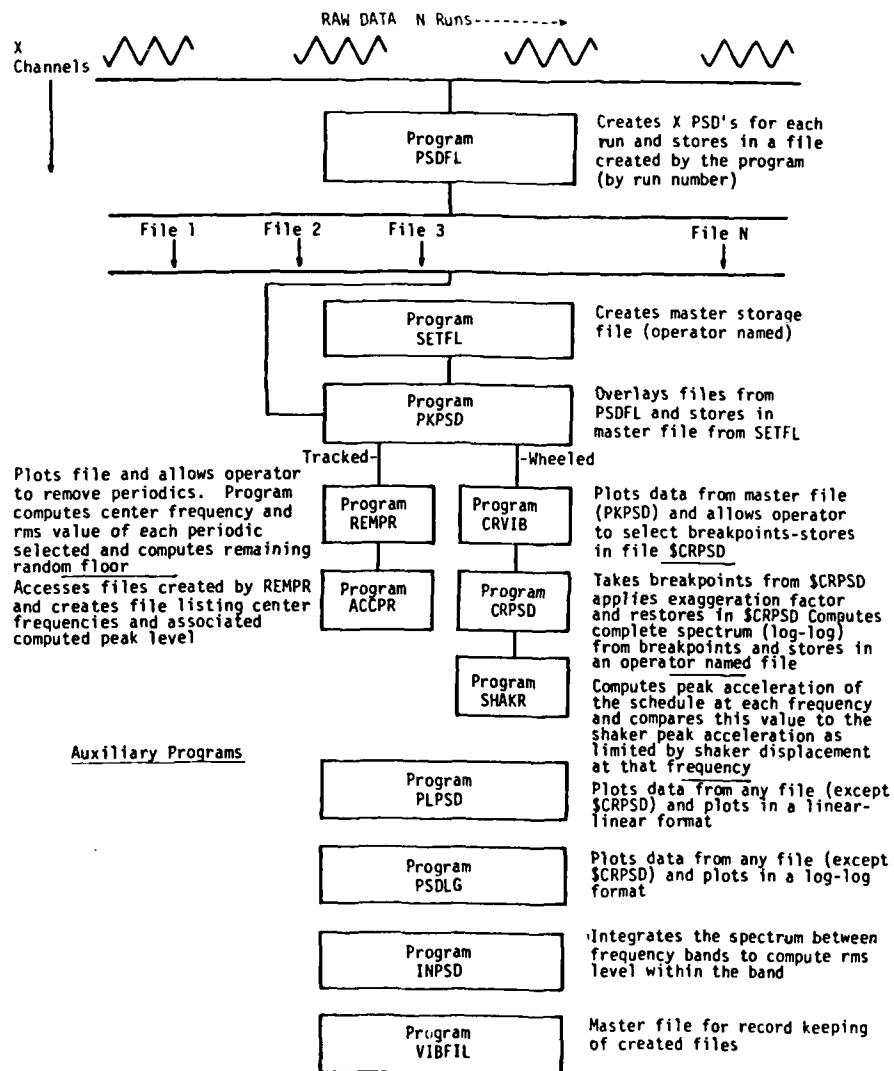 RAW DATA N Runs--------->
X
Channels
Program
PSDFL
Creates X PSD's for each
run and stores in a file
created by the program
(by run number)
File 1
File 2
File 3
File N
Program
SETFL
Creates master storage
file (operator named)
Program
PKPSD
Overlays files from
PSDFL and stores in
master file from SETFL
Tracked-
-Wheeled
Plots file and allows operator
to remove periodics. Program
computes center frequency and
rms value of each periodic
selected and computes remaining
random floor
Program
REMPR
Program
CRVIB
Plots data from master file
(PKPSD) and allows operator
to select breakpoints-stores
in file $CRPSD
Accesses files created by REMPR
and creates file listing center
frequencies and associated
computed peak level
Program
ACCPR
Program
CRPSD
Takes breakpoints from $CRPSD
applies exaggeration factor
and restores in $CRPSD Computes
complete spectrum (log-log)
from breakpoints and stores in
an operator named file
Program
SHAKR
Computes peak acceleration of
the schedule at each frequency
and compares this value to the
shaker peak acceleration as
limited by shaker displacement
at that frequency
Auxiliary Programs
Program
PLPSD
Plots data from any file (except
$CRPSD) and plots in a linear-
linear format
Program
PSDLG
Plots data from any file (except
$CRPSD) and plots in a log-log
format
Program
INPSD
Integrates the spectrum between
frequency bands to compute rms
level within the band
Program
VIBFIL
Master file for record keeping
of created files